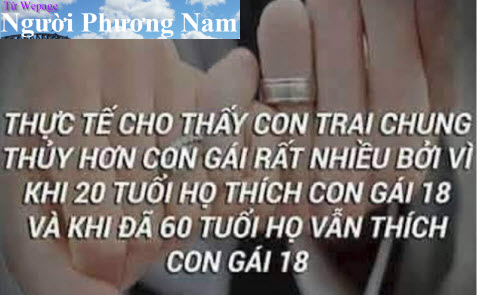 Từ Wepage
Người Phương Nam
THỰC TẾ CHO THẤY CON TRAI CHUNG
THỦY HƠN CON GÁI RẤT NHIỀU BỞI VÌ
KHI 20 TUỔI HỌ THÍCH CON GÁI 18
VÀ KHI ĐÃ 60 TUỔI HỌ VẪN THÍCH
CON GÁI 18